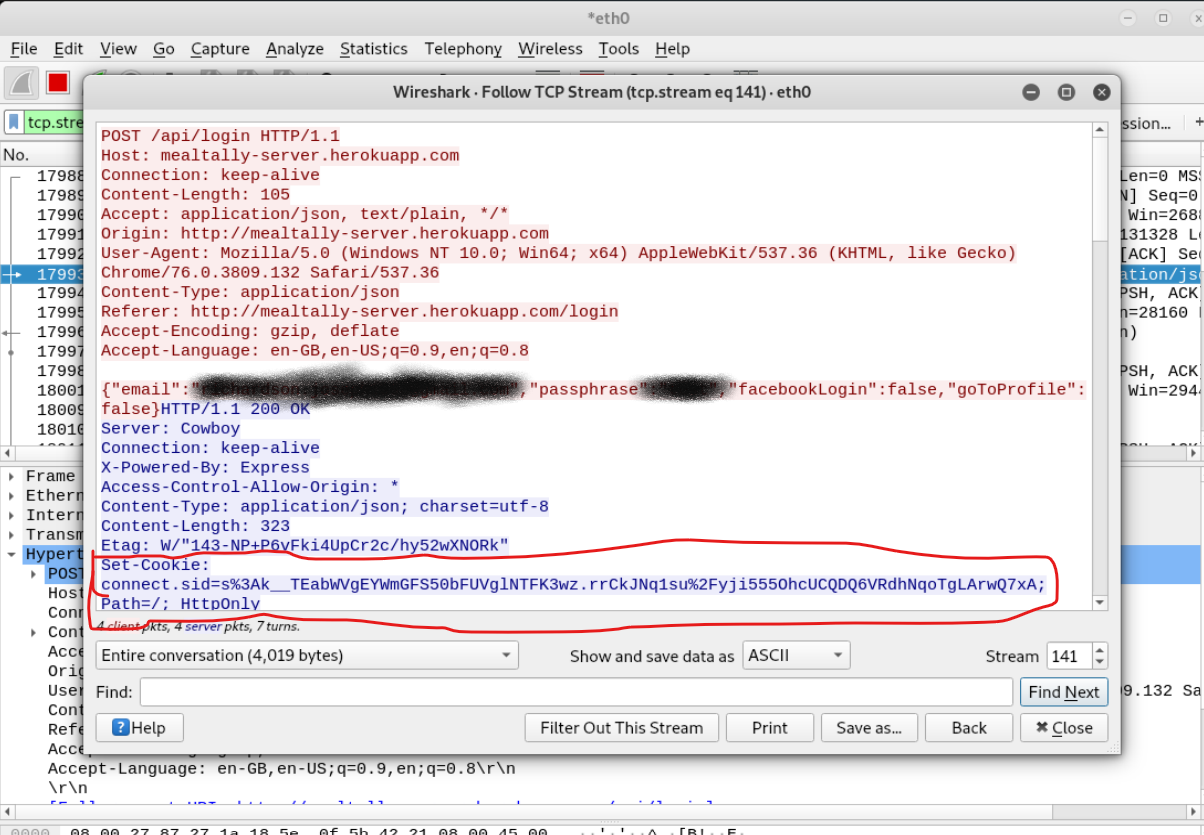 *eth0
File Edit View Go Capture Analyze Statistics Telephony Wireless Tools Help
Wireshark · Follow TCP Stream (tcp.stream eq 141) · eth0
tcp.stre
ssion... +
No.
17988
17989
17990
17991
17992
17993
17994
17995
17996
17997
17998
18001
18009
18010
Len=0 MSS
N] Seq=0
Win=268
131328 L
[ACK] Se
ation/js
PSH, ACK
n=28160
n)
PSH, ACK
Win=294
POST /api/login HTTP/1.1
Host: mealtally-server.herokuapp.com
Connection: keep-alive
Content-Length: 105
Accept: application/json, text/plain, */*
Origin: http://mealtally-server.herokuapp.com
User-Agent: Mozilla/5.0 (Windows NT 10.0; Win64; x64) AppleWebKit/537.36 (KHTML, like Gecko)
Chrome/76.0.3809.132 Safari/537.36
Content-Type: application/json
Referer: http://mealtally-server.herokuapp.com/login
Accept-Encoding: gzip, deflate
Accept-Language: en-GB,en-US;q=0.9,en;q=0.8
{"email":" ","passphrase" ,"facebookLogin":false,"goToProfile":
false}HTTP/1.1 200 OK
Server: Cowboy
Connection: keep-alive
X-Powered-By: Express
Access-Control-Allow-Origin: *
Content-Type: application/json; charset=utf-8
Content-Length: 323
Etag: W/"143-NP+P6yFki4UpCr2c/hy52wXNORk"
Set-Cookie:
connect.sid=s%3Ak__TEabWVgEYWmGFS50bFUVglNTFK3wz.rrCkJNq1su%2Fyji555OhcUCQDQ6VRdhNqoTgLArwQ7xA;
Path=/; HttpOnly
4 client pkts, 4 server pkts, 7 turns.
Entire conversation (4,019 bytes)
Show and save data as ASCII
Stream 141
Find:
Find Next
Help
Filter Out This Stream
Print
Save as...
Back
Close
Frame
Ethern
Intern
Transm
Hypert
POS
Hos
Con
Cont
Acce
Orig
User
9.132 Sa
Cont
Refe
Acce
Accept-Language: en-GB,en-US;q=0.9,en;q=0.8\r\n
\r\n
0000 08 00 27 87 27 1a 18 5e 0f 5b 42 21 08 00 45 00